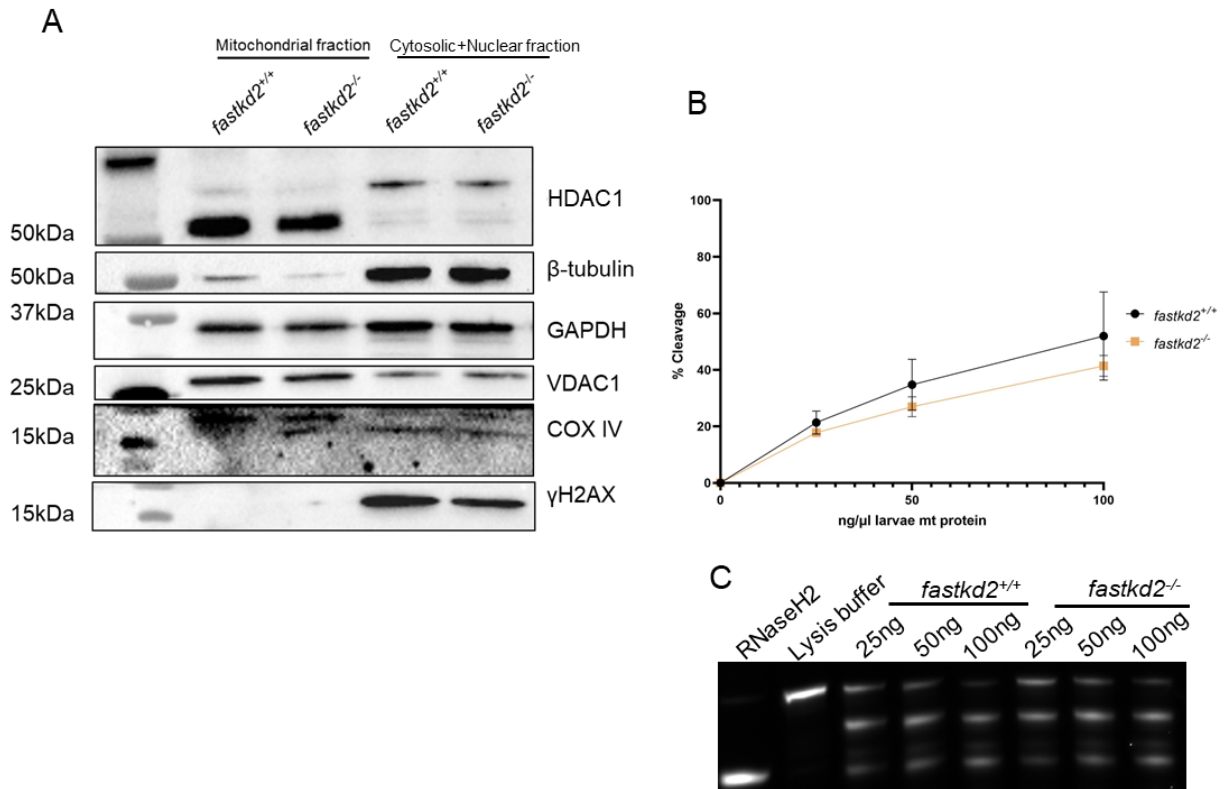 A
Mitochondrial fraction
Cytosolic+Nuclear fraction
fastkd2+/+
fastkd2-/-
fastkd2+/+
fastkd2-/-
HDAC1
50kDa
50kDa
β-tubulin
37kDa
GAPDH
25kDa
VDAC1
15kDa
COX IV
15kDa
γH2AX
B
100
80
60
40
20
0
% Cleavage
0
50
100
ng/µl larvae mt protein
fastkd2+/+
fastkd2-/-
C
RNaseH2
Lysis buffer
fastkd2+/+
25ng
50ng
100ng
fastkd2-/-
25ng
50ng
100ng